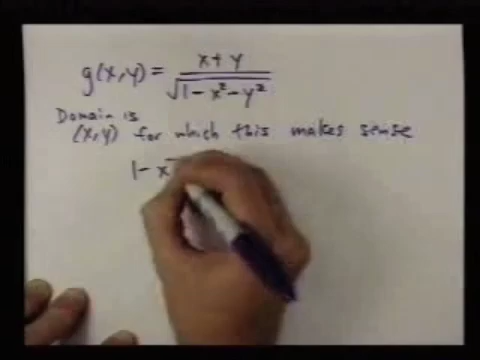 g(x,y) = x+y / √1-x²-y²
Domain is
(x,y) for which this makes sense
1-x